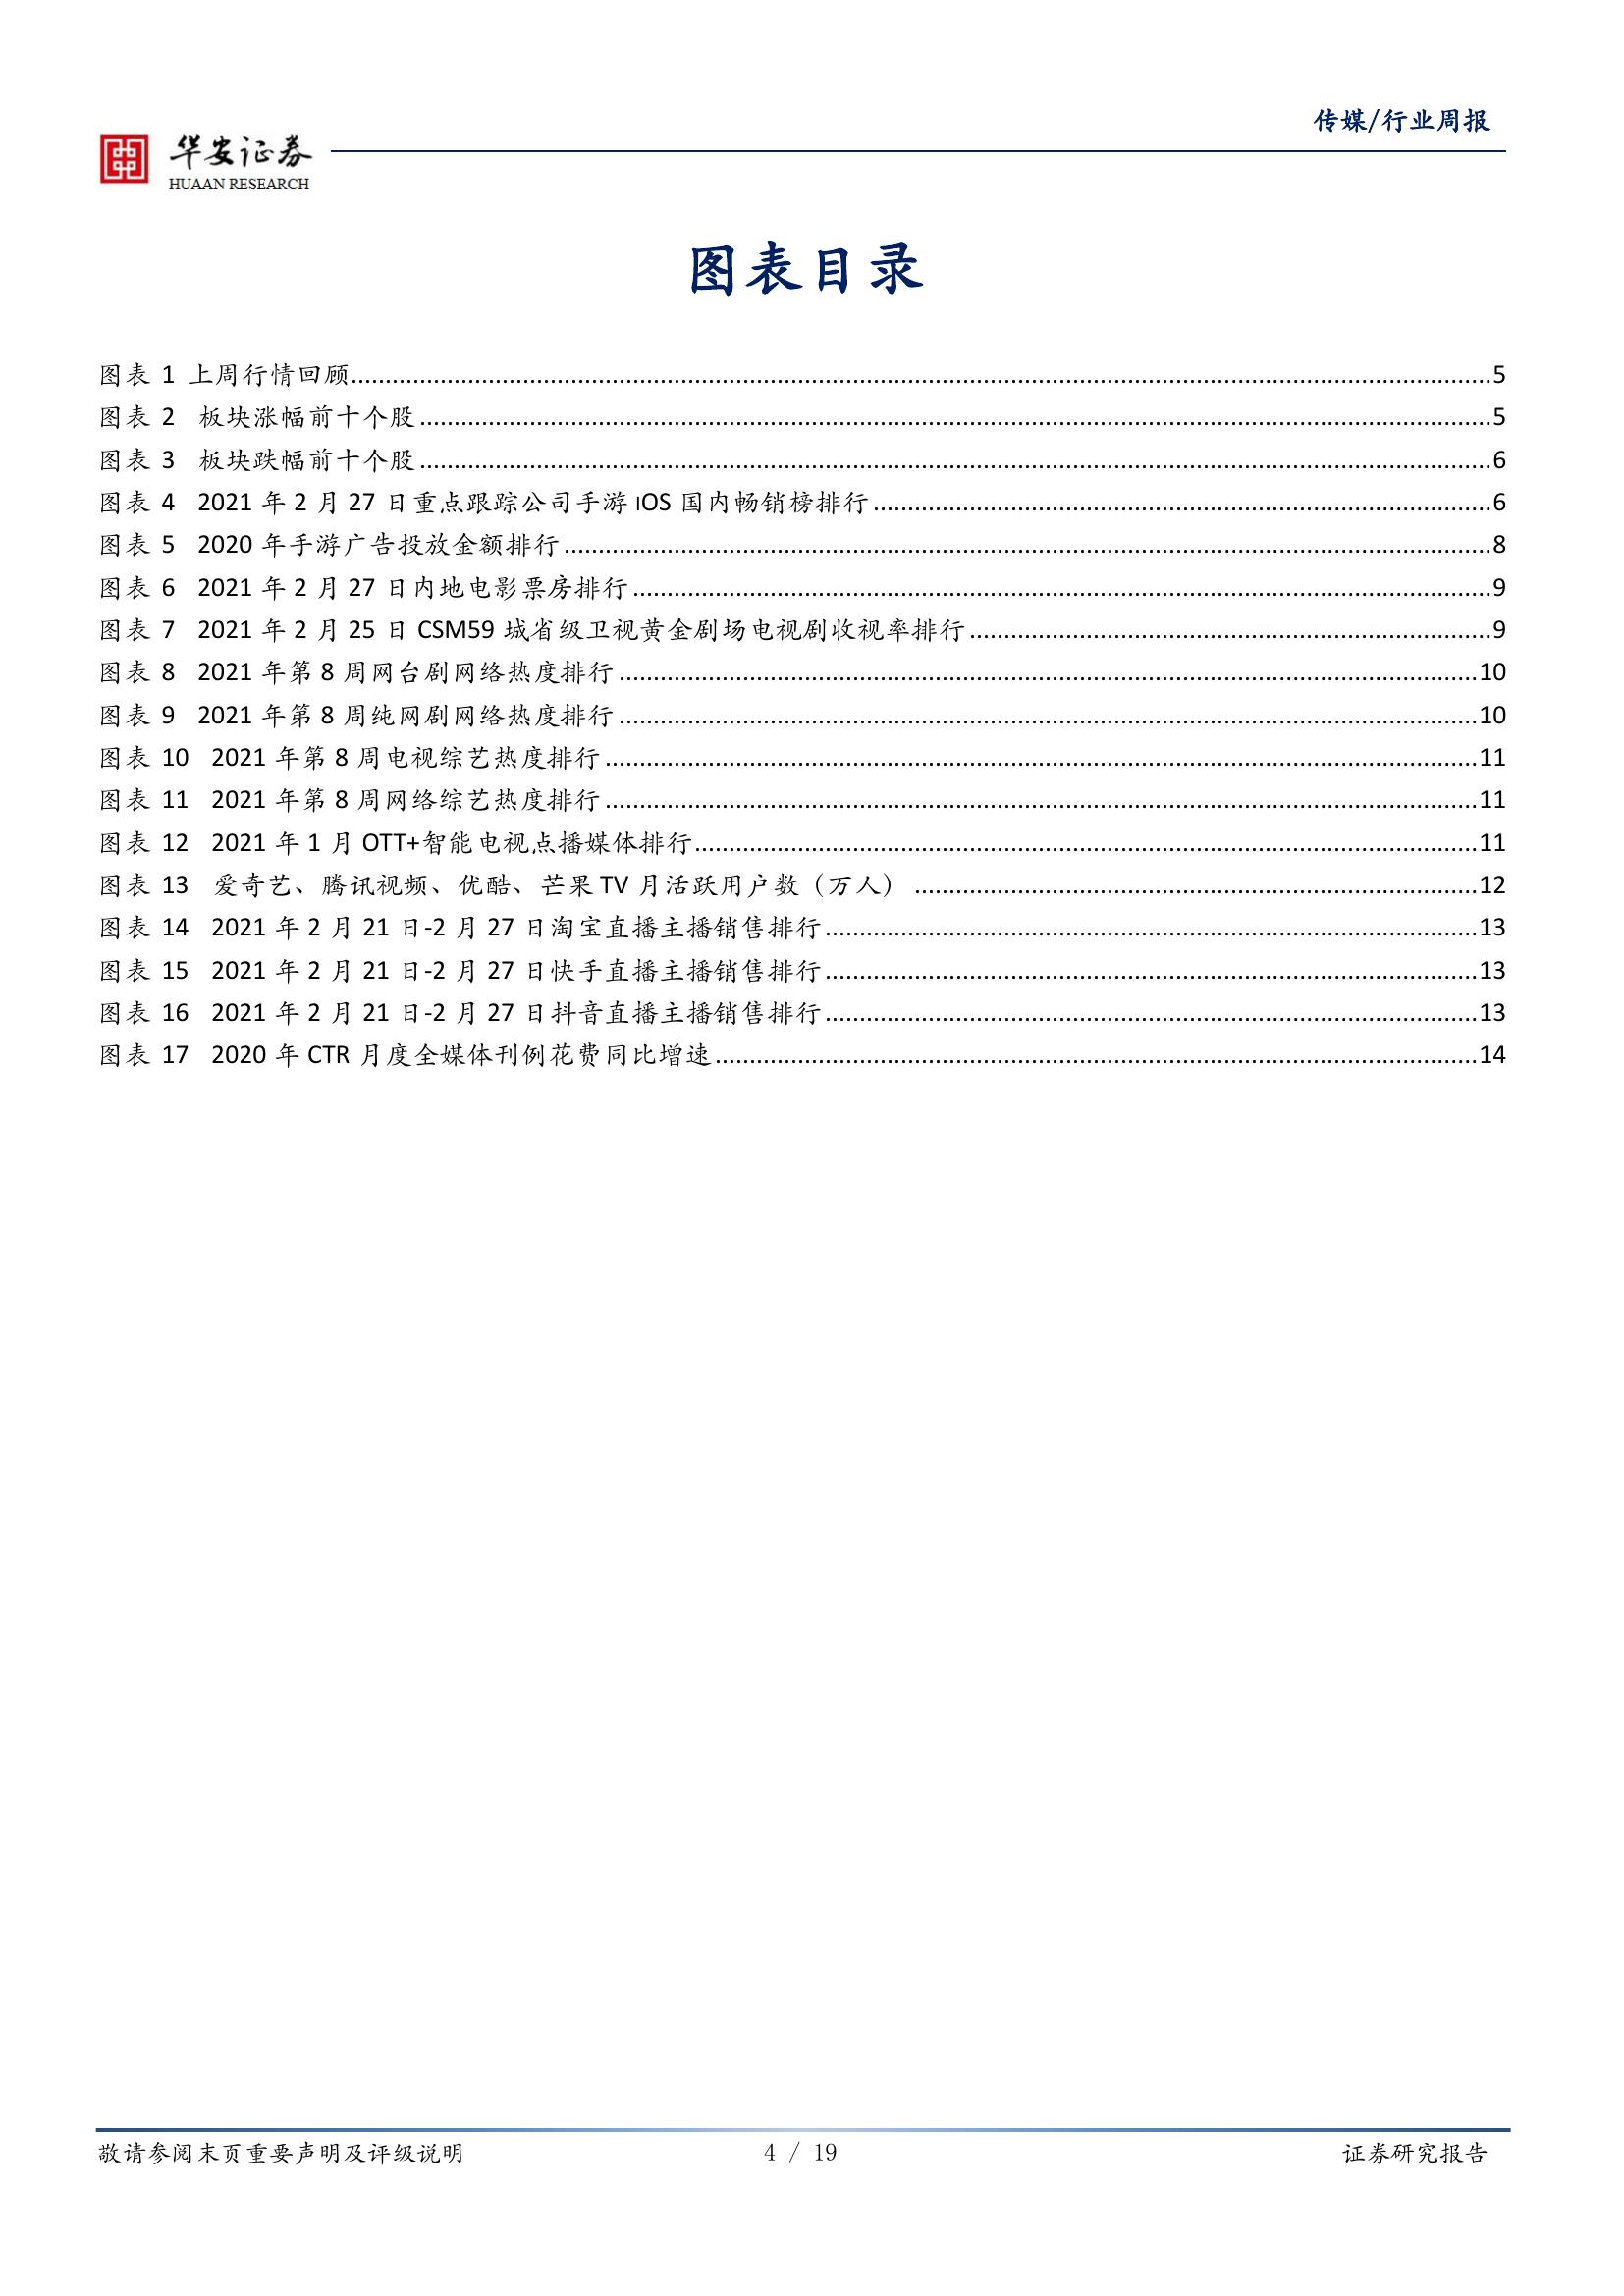 传媒/行业周报
华安证券
HUAAN RESEARCH
图表目录
图表 1 上周行情回顾.....5
图表 2 板块涨幅前十个股.....5
图表 3 板块跌幅前十个股.....6
图表 4 2021 年 2 月 27 日重点跟踪公司手游 iOS 国内畅销榜排行.....6
图表 5 2020 年手游广告投放金额排行.....8
图表 6 2021 年 2 月 27 日内地电影票房排行.....9
图表 7 2021 年 2 月 25 日 CSM59 城省级卫视黄金剧场电视剧收视率排行.....9
图表 8 2021 年第 8 周网台剧网络热度排行.....10
图表 9 2021 年第 8 周纯网剧网络热度排行.....10
图表 10 2021 年第 8 周电视综艺热度排行.....11
图表 11 2021 年第 8 周网络综艺热度排行.....11
图表 12 2021 年 1 月 OTT+智能电视点播媒体排行.....11
图表 13 爱奇艺、腾讯视频、优酷、芒果 TV 月活跃用户数（万人）.....12
图表 14 2021 年 2 月 21 日-2 月 27 日淘宝直播主播销售排行.....13
图表 15 2021 年 2 月 21 日-2 月 27 日快手直播主播销售排行.....13
图表 16 2021 年 2 月 21 日-2 月 27 日抖音直播主播销售排行.....13
图表 17 2020 年 CTR 月度全媒体刊例花费同比增速.....14
敬请参阅末页重要声明及评级说明
4 / 19
证券研究报告